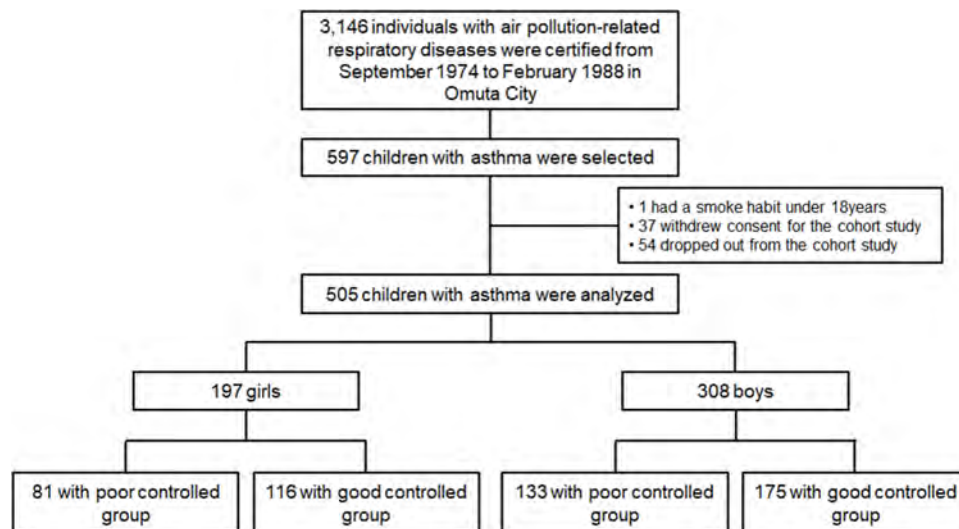 3,146 individuals with air pollution-related
respiratory diseases were certified from
September 1974 to February 1988 in
Omuta City
597 children with asthma were selected
• 1 had a smoke habit under 18years
• 37 withdrew consent for the cohort study
• 54 dropped out from the cohort study
505 children with asthma were analyzed
197 girls
308 boys
81 with poor controlled
group
116 with good controlled
group
133 with poor controlled
group
175 with good controlled
group